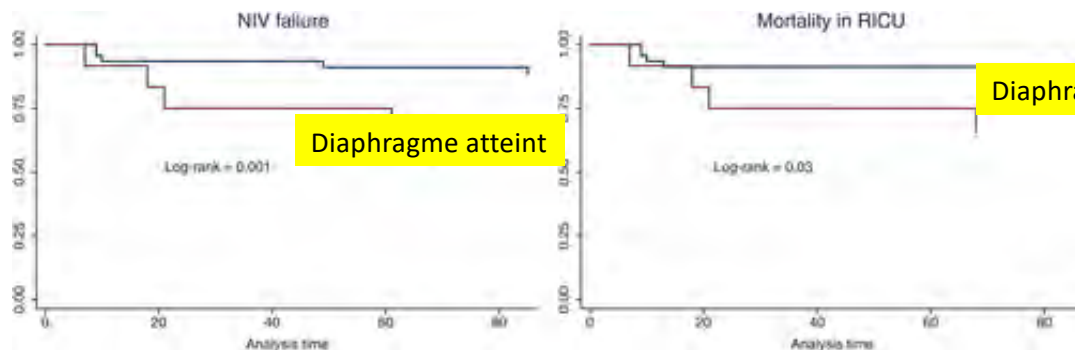 NIV failure
1.00
0.75
0.50
0.25
0.00
Diaphragme atteint
Log-rank = 0.001
0
20
40
60
80
Analysis time
Mortality in RICU
1.00
0.75
0.50
0.25
0.00
Diaphra
Log-rank = 0.03
0
20
40
60
80
Analysis time